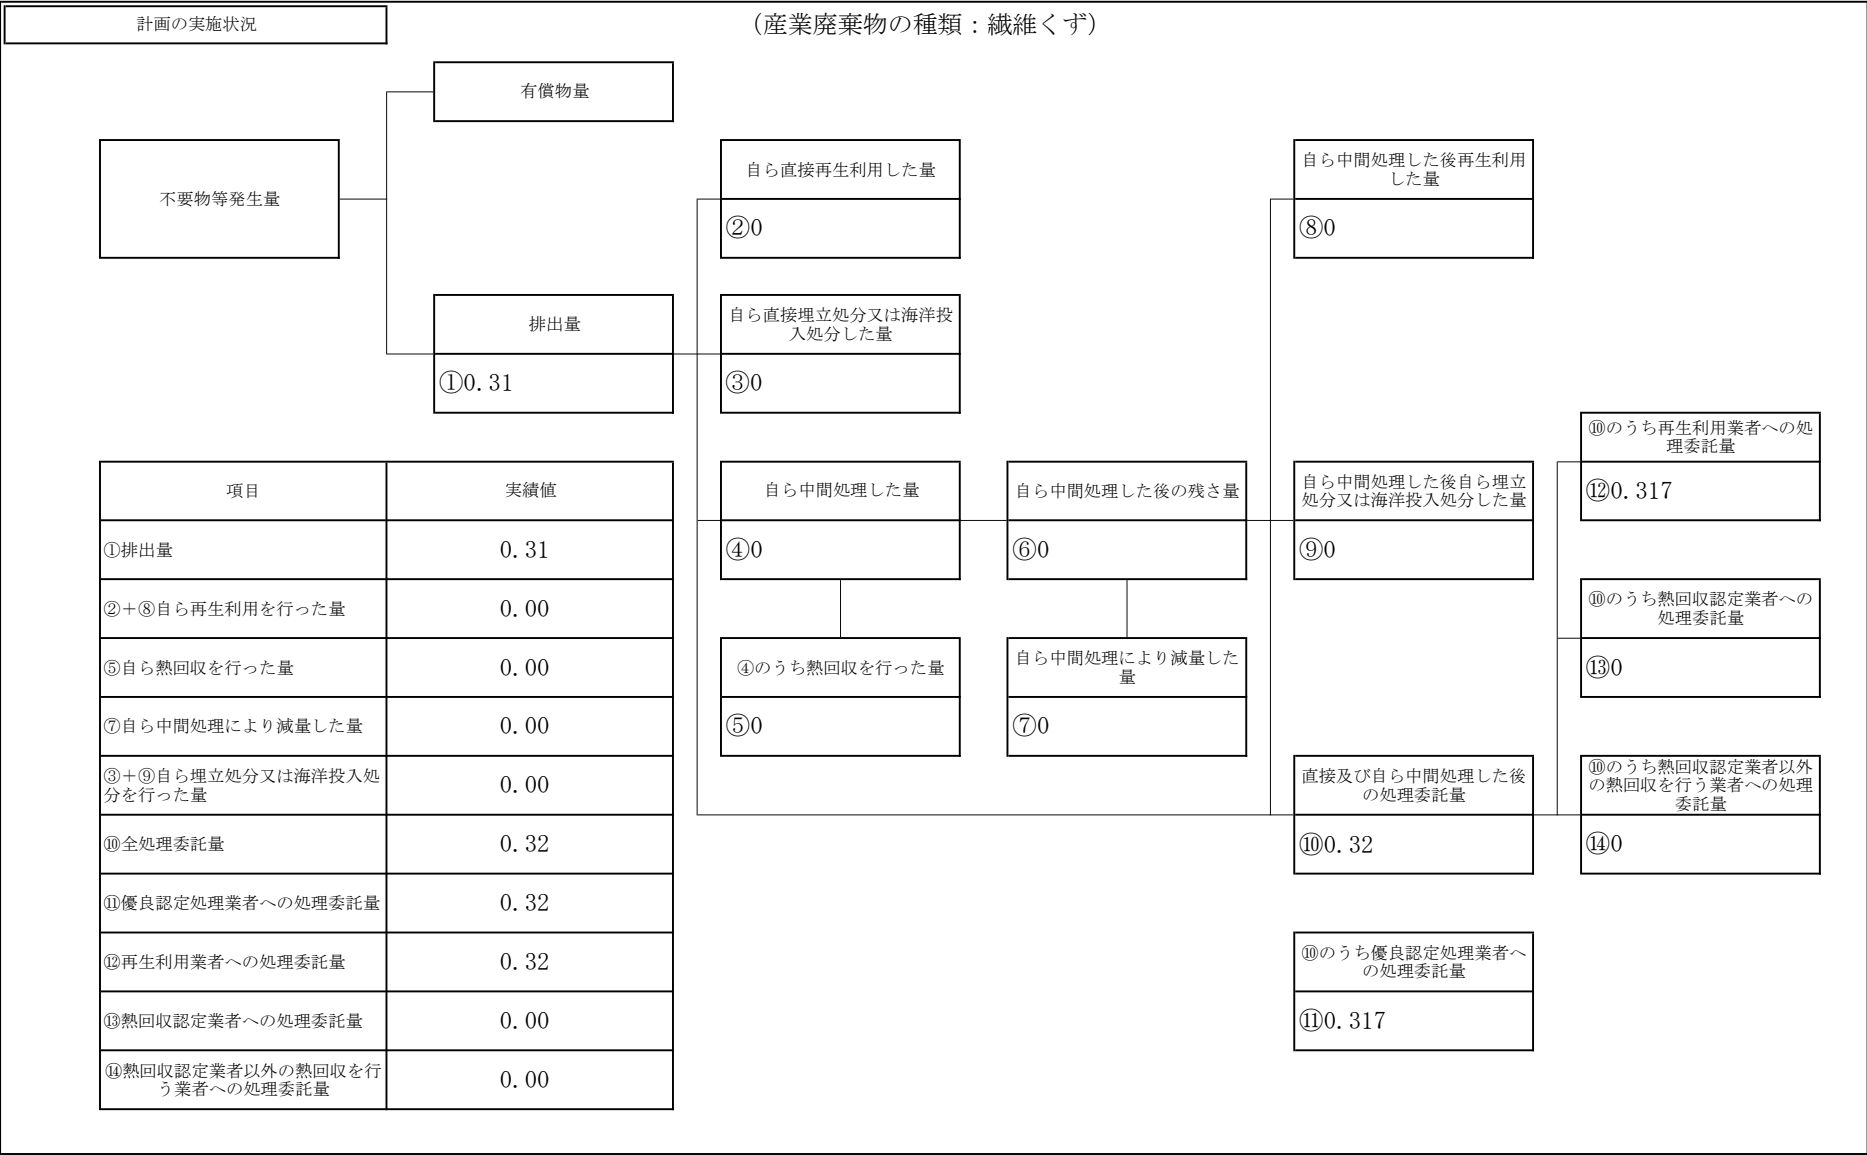 計画の実施状況
（産業廃棄物の種類：繊維くず）
有償物量
不要物等発生量
自ら直接再生利用した量
②0
自ら中間処理した後再生利用
した量
⑧0
排出量
①0.31
自ら直接埋立処分又は海洋投
入処分した量
③0
⑩のうち再生利用業者への処
理委託量
⑫0.317
自ら中間処理した量
④0
自ら中間処理した後の残さ量
⑥0
自ら中間処理した後自ら埋立
処分又は海洋投入処分した量
⑨0
⑩のうち熱回収認定業者への
処理委託量
⑬0
④のうち熱回収を行った量
⑤0
自ら中間処理により減量した
量
⑦0
直接及び自ら中間処理した後
の処理委託量
⑩0.32
⑩のうち熱回収認定業者以外
の熱回収を行う業者への処理
委託量
⑭0
⑩のうち優良認定処理業者へ
の処理委託量
⑪0.317
項目 実績値
①排出量 0.31
②＋⑧自ら再生利用を行った量 0.00
⑤自ら熱回収を行った量 0.00
⑦自ら中間処理により減量した量 0.00
③＋⑨自ら埋立処分又は海洋投入処
分を行った量 0.00
⑩全処理委託量 0.32
⑪優良認定処理業者への処理委託量 0.32
⑫再生利用業者への処理委託量 0.32
⑬熱回収認定業者への処理委託量 0.00
⑭熱回収認定業者以外の熱回収を行
う業者への処理委託量 0.00